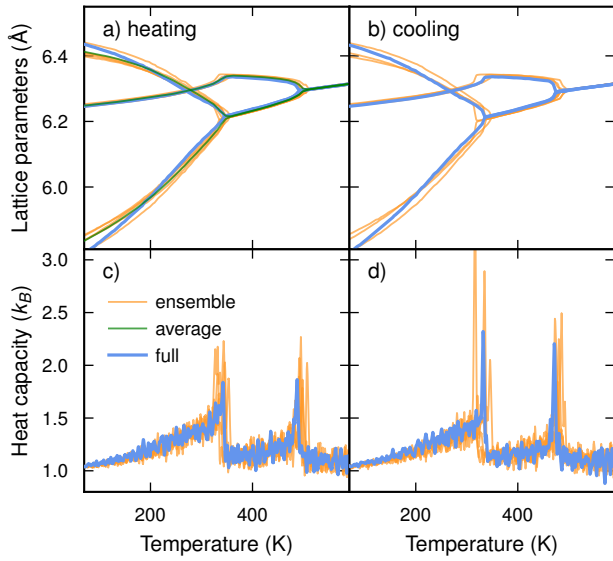 a) heating
b) cooling
Lattice parameters (Å)
6.4
6.2
6.0
c)
d)
Heat capacity (k_B)
3.0
2.5
2.0
1.5
1.0
ensemble
average
full
200
400
200
400
Temperature (K)
Temperature (K)